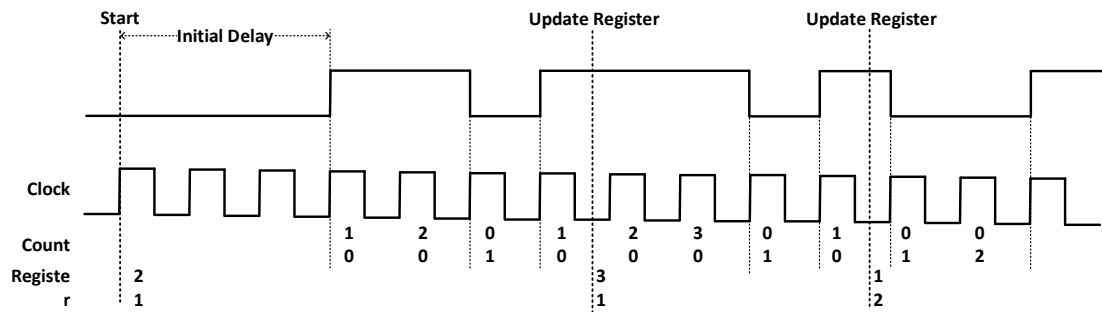 Start
Update Register
Update Register
Initial Delay
Clock
1 2 0 1 2 3 0 1 0 0
Count
0 0 1 0 0 0 1 0 1 2
Registe
2 3 1
r
1 1 2